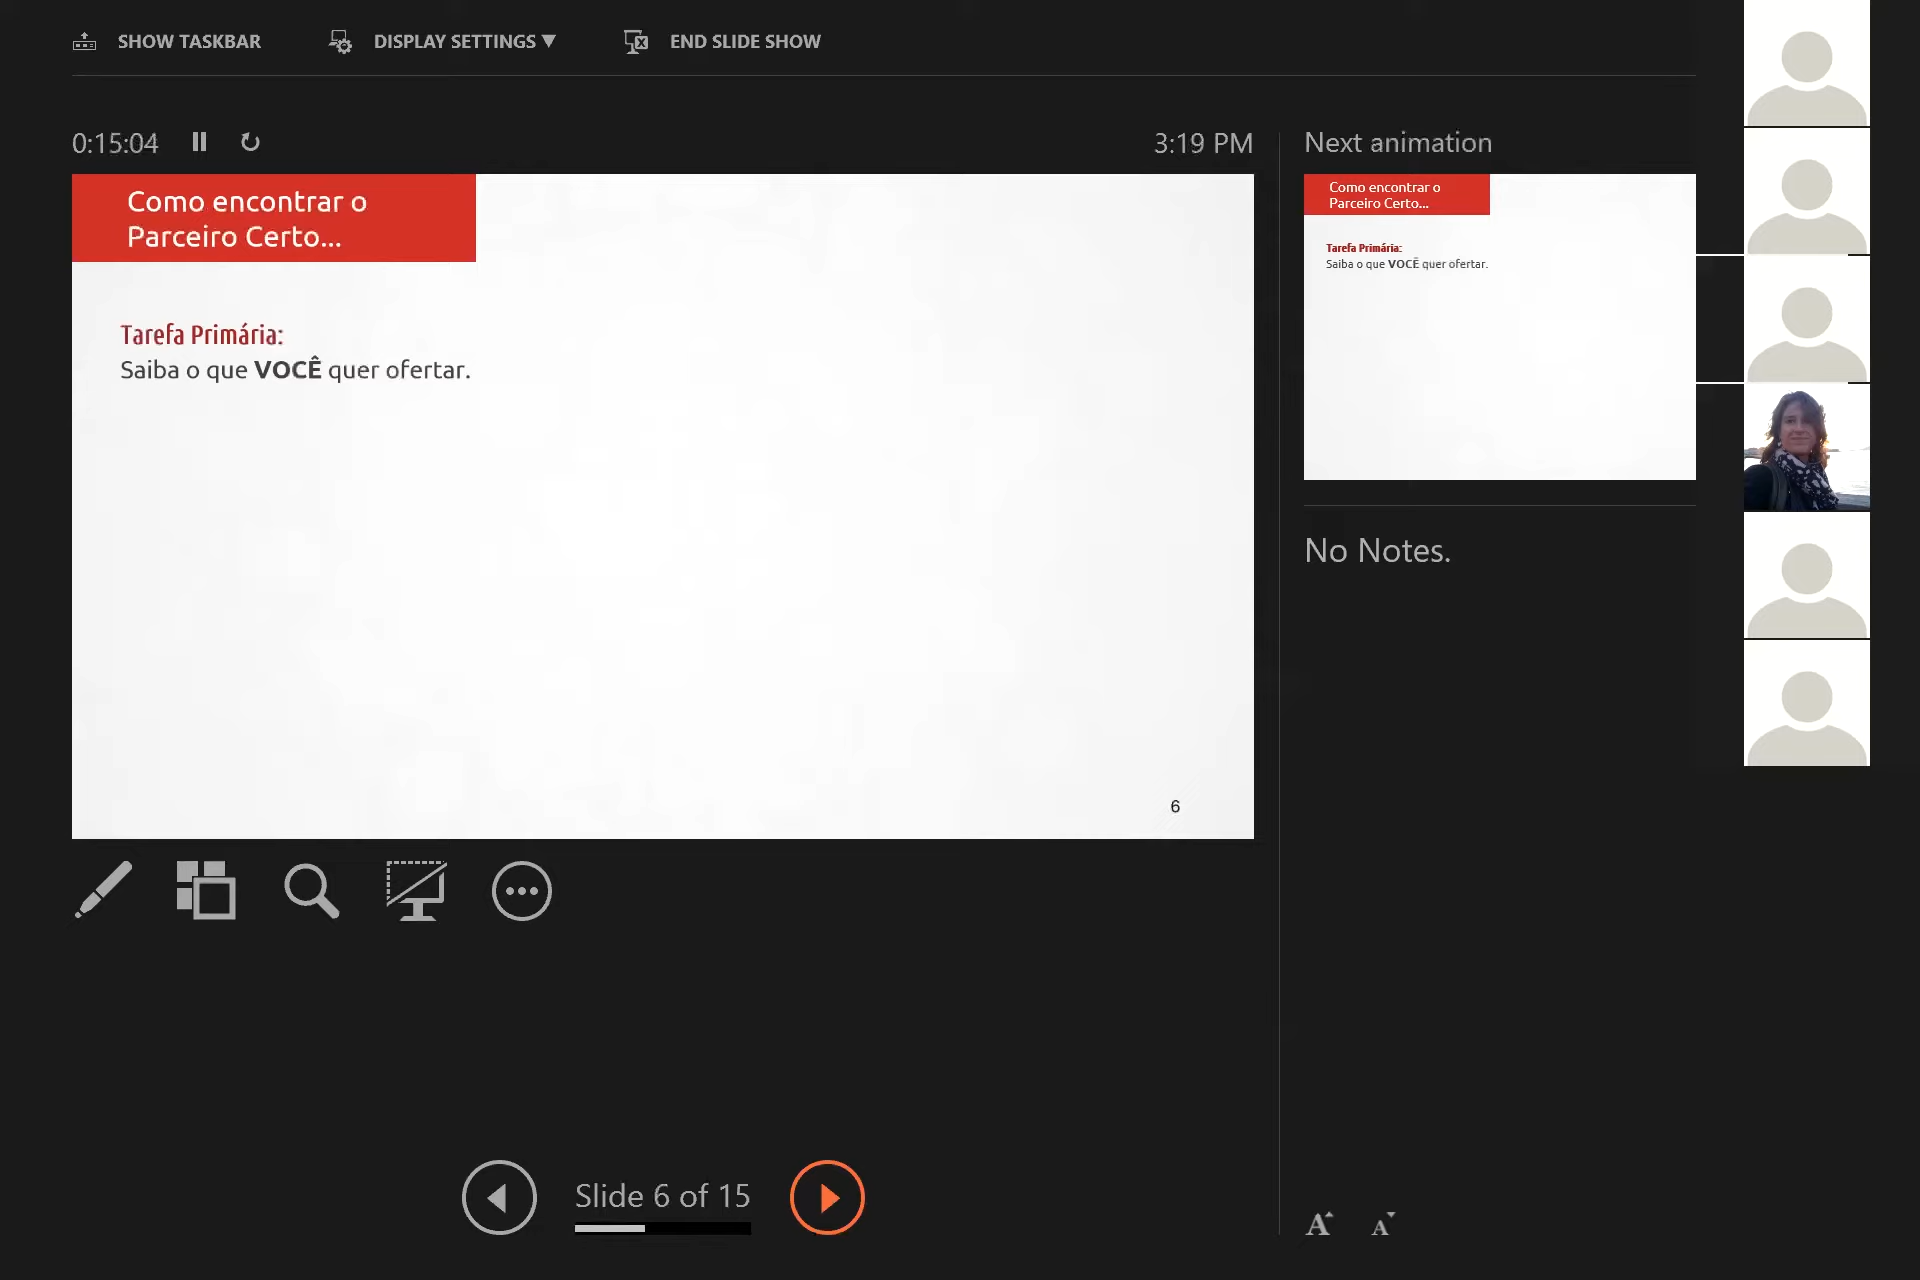 SHOW TASKBAR
DISPLAY SETTINGS ▼
END SLIDE SHOW
0:15:04
3:19 PM
Como encontrar o
Parceiro Certo...
Tarefa Primária:
Saiba o que VOCÊ quer ofertar.
6
Next animation
Como encontrar o
Parceiro Certo...
Tarefa Primária:
Saiba o que VOCÊ quer ofertar.
No Notes.
Slide 6 of 15
A A